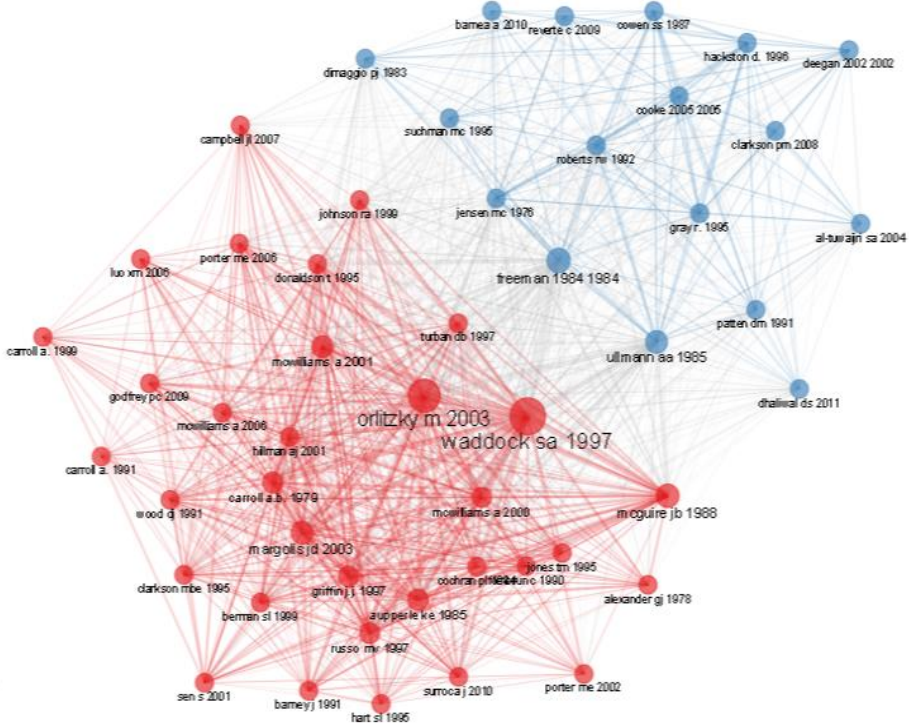 barnea a 2010
reverte c 2009
cowen ss 1987
hackston d. 1996
deegan 2002 2002
dimaggio pj 1983
cooke 2005 2005
suchman mc 1995
campbell jl 2007
clarkson pm 2008
roberts rw 1992
johnson ra 1999
jensen mc 1976
gray r. 1995
al-tuwaijri sa 2004
porter me 2006
luo xm 2006
donaldson t. 1995
freeman 1984 1984
patten dm 1991
turban db 1997
carroll a. 1999
mcwilliams a 2001
ullmann aa 1985
godfrey pc 2009
dhaliwal ds 2011
mcwilliams a 2006
orlitzky m 2003
waddock sa 1997
hillman aj 2001
carroll a. 1991
carroll a.b. 1979
wood dj 1991
mcwilliams a 2000
mcguire jb 1988
margolis jd 2003
jones tm 1995
cochran pl
c 1990
clarkson mbe 1995
griffin j.j. 1997
alexander gj 1978
berman sl 1999
aupperle ke 1985
russo mv 1997
sen s 2001
barney j 1991
surroca j 2010
porter me 2002
hart sl 1995